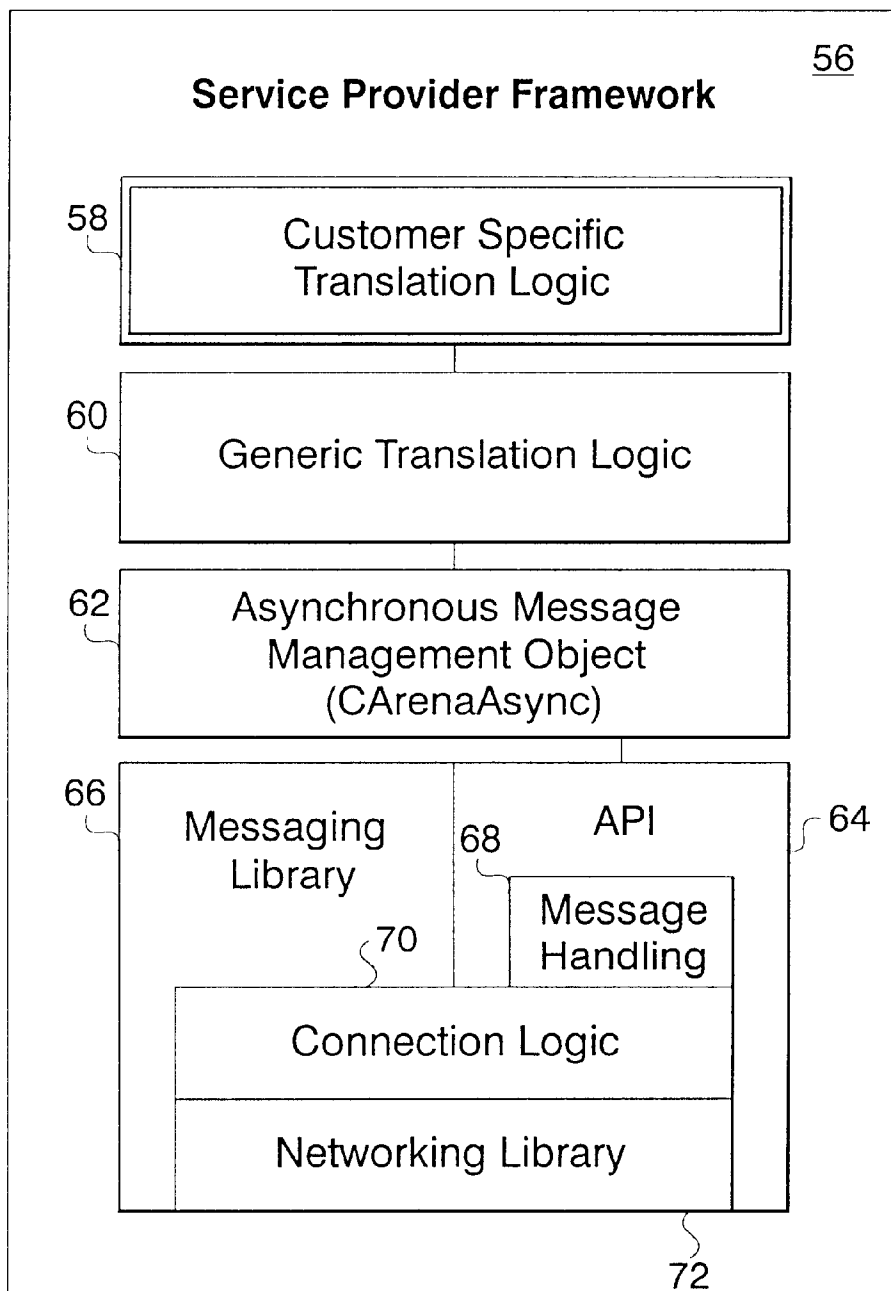 56
Service Provider Framework
58
Customer Specific
Translation Logic
60
Generic Translation Logic
62
Asynchronous Message
Management Object
(CArenaAsync)
66
Messaging
Library
API
64
68
Message
Handling
70
Connection Logic
Networking Library
72